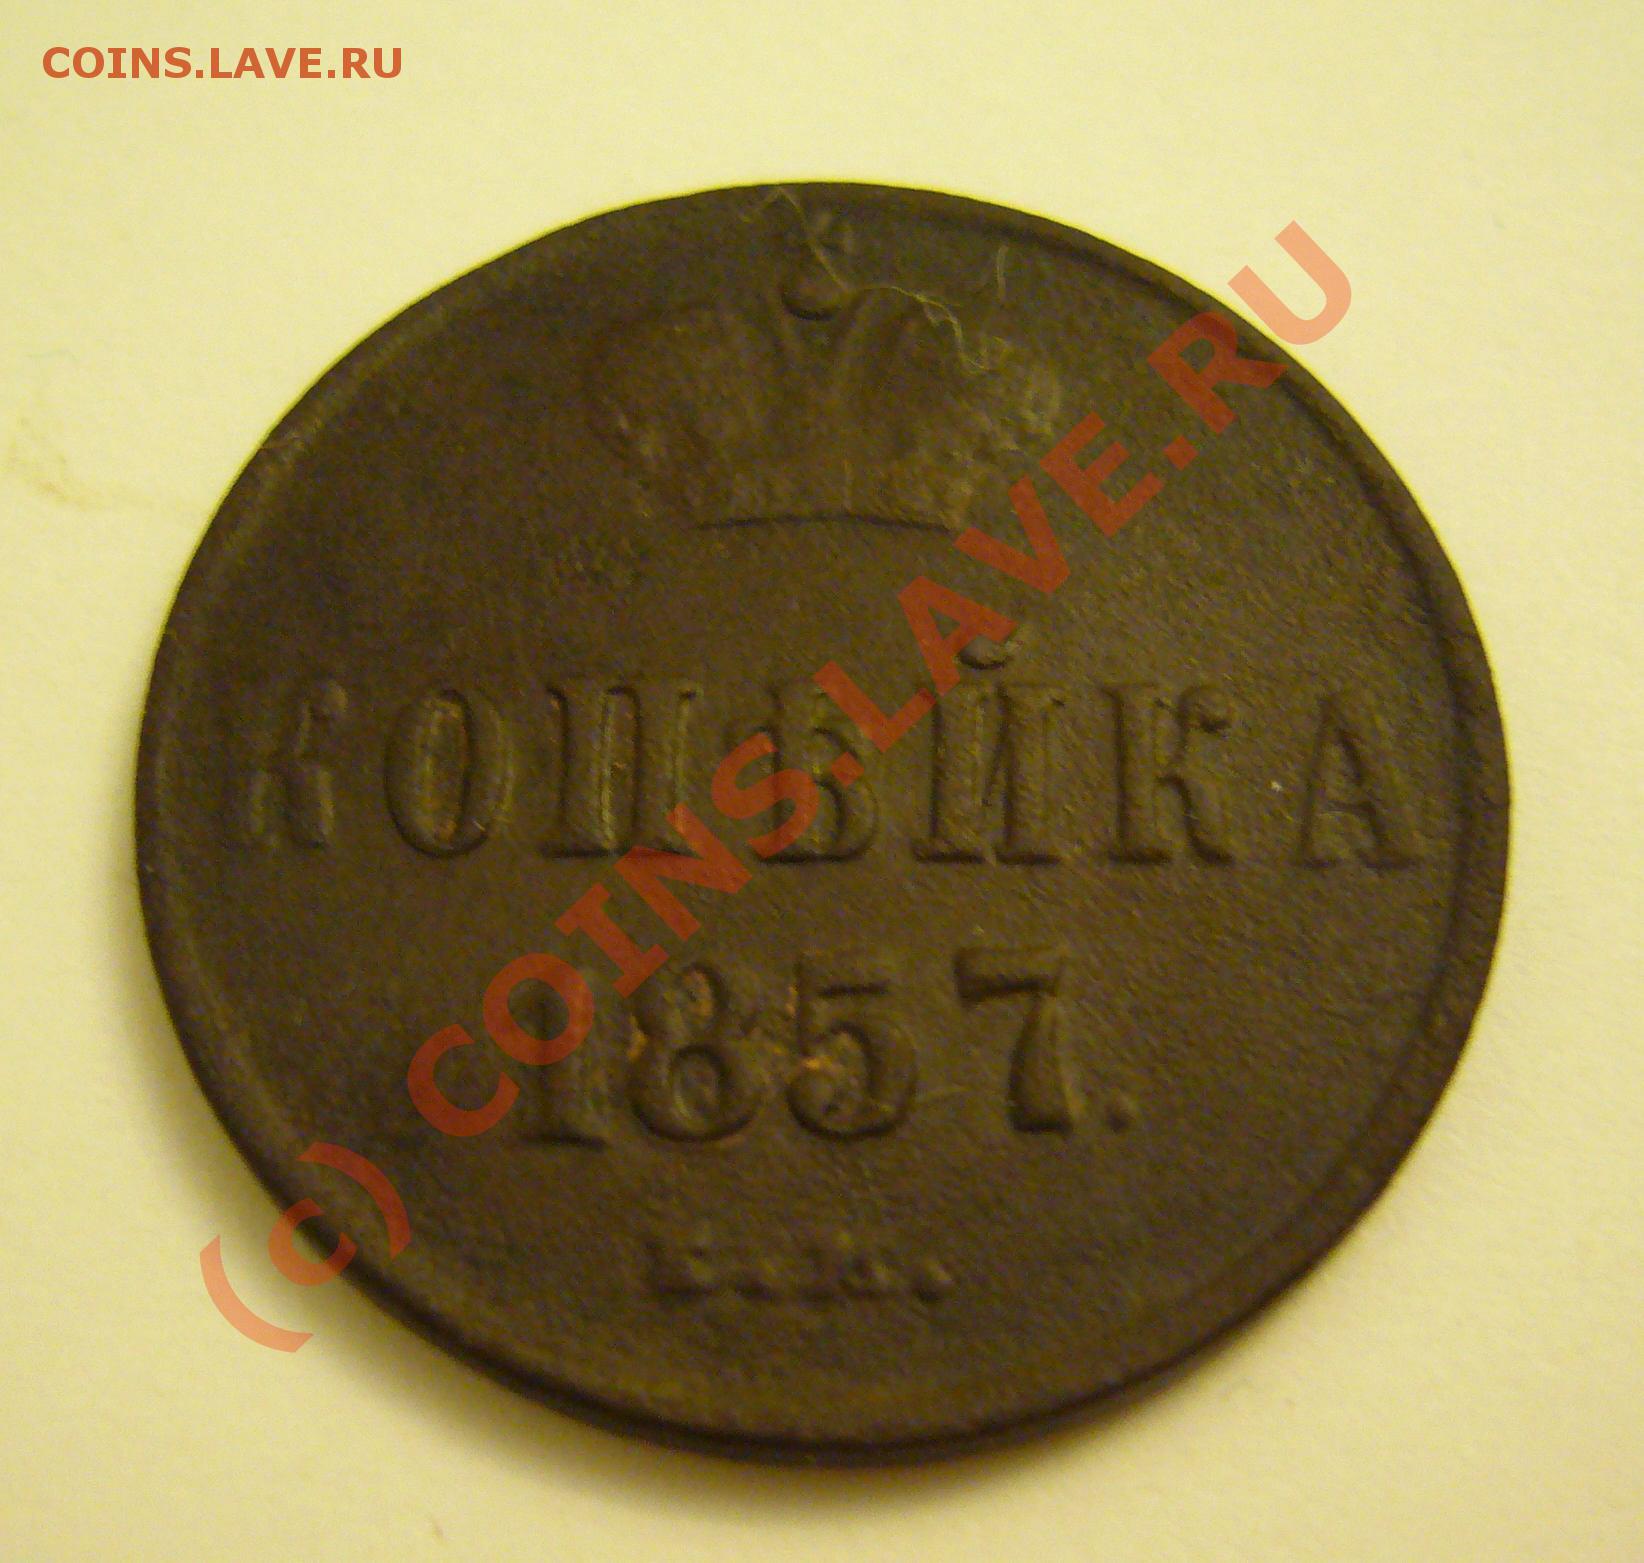 COINS.LAVE.RU
КОПѢЙКА
1857.
Е.М.
(c) COINS.LAVE.RU